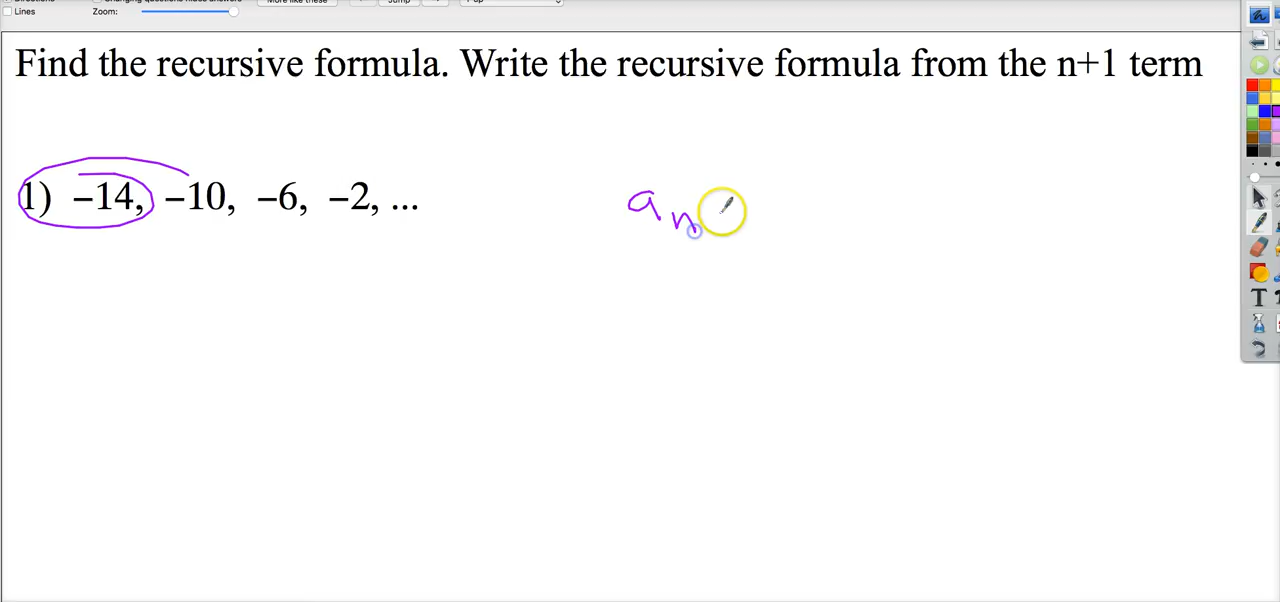 Lines
Zoom:
Find the recursive formula. Write the recursive formula from the n+1 term
1) −14, −10, −6, −2, ...
a n
T